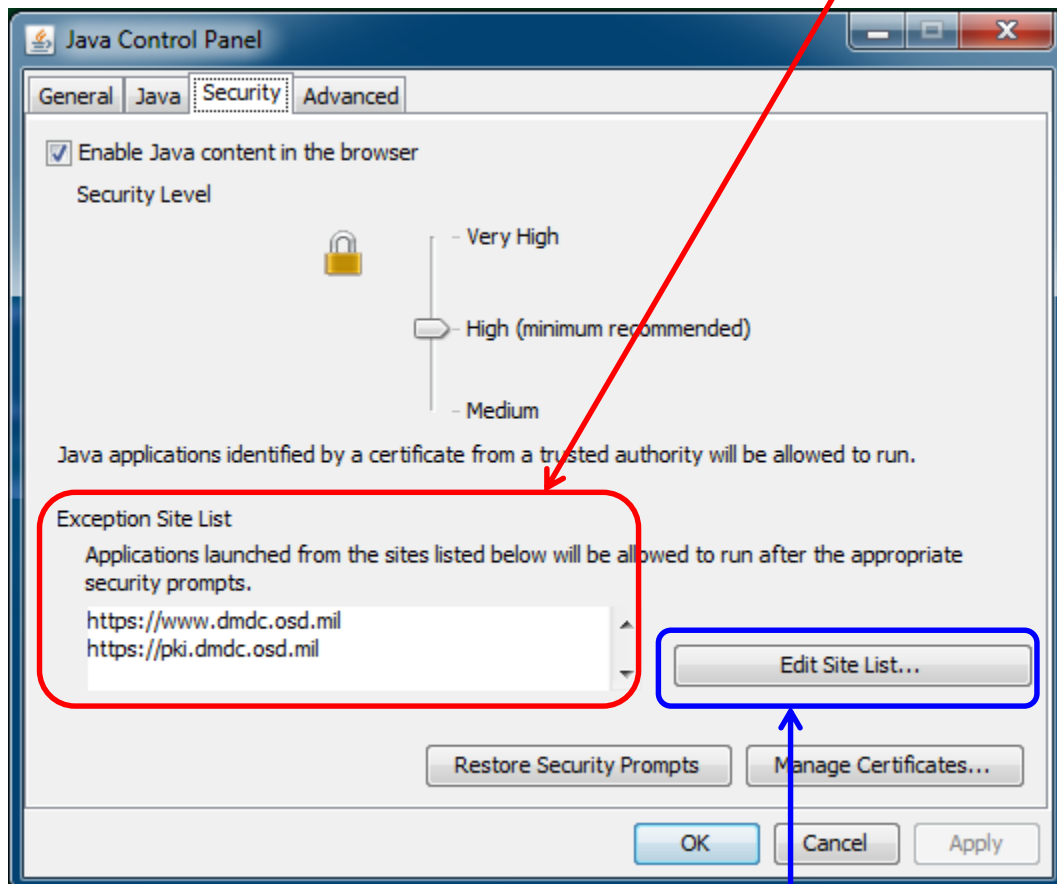 Java Control Panel
General Java Security Advanced
Enable Java content in the browser
Security Level
- Very High
- High (minimum recommended)
- Medium
Java applications identified by a certificate from a trusted authority will be allowed to run.
Exception Site List
Applications launched from the sites listed below will be allowed to run after the appropriate
security prompts.
https://www.dmdc.osd.mil
https://pki.dmdc.osd.mil
Edit Site List...
Restore Security Prompts Manage Certificates...
OK Cancel Apply